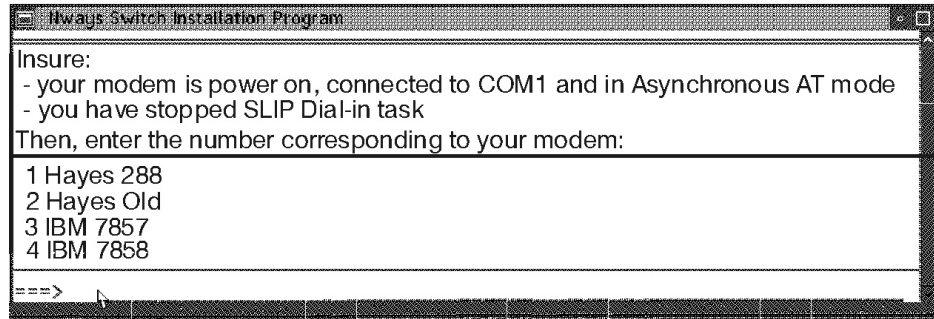 Nways Switch Installation Program
Insure:
- your modem is power on, connected to COM1 and in Asynchronous AT mode
- you have stopped SLIP Dial-in task
Then, enter the number corresponding to your modem:
1 Hayes 288
2 Hayes Old
3 IBM 7857
4 IBM 7858
===>